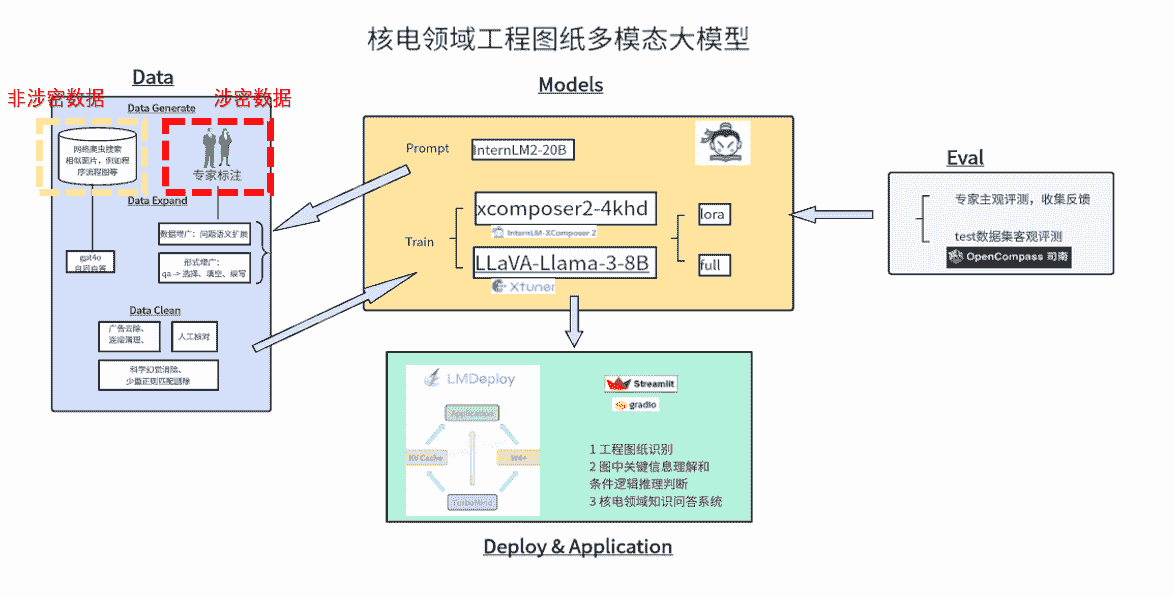 核电领域工程图纸多模态大模型
Data
非涉密数据
涉密数据
Data Generate
网络爬虫搜索
相似图片，例如程
序流程图等
专家标注
Data Expand
gpt4o
自问自答
数据增广：问题语义扩展
形式增广：
qa -> 选择、填空、续写
Data Clean
广告去除、
连接清理、
人工核对
科学幻觉消除、
少量正则匹配删除
Models
Prompt
InternLM2-20B
Train
xcomposer2-4khd
InternLM-XComposer 2
LLaVA-Llama-3-8B
Xtuner
lora
full
Eval
专家主观评测，收集反馈
test数据集客观评测
OpenCompass 司南
LMDeploy
Application
KV Cache
W4+
TurboMind
Streamlit
gradio
1 工程图纸识别
2 图中关键信息理解和
条件逻辑推理判断
3 核电领域知识问答系统
Deploy & Application